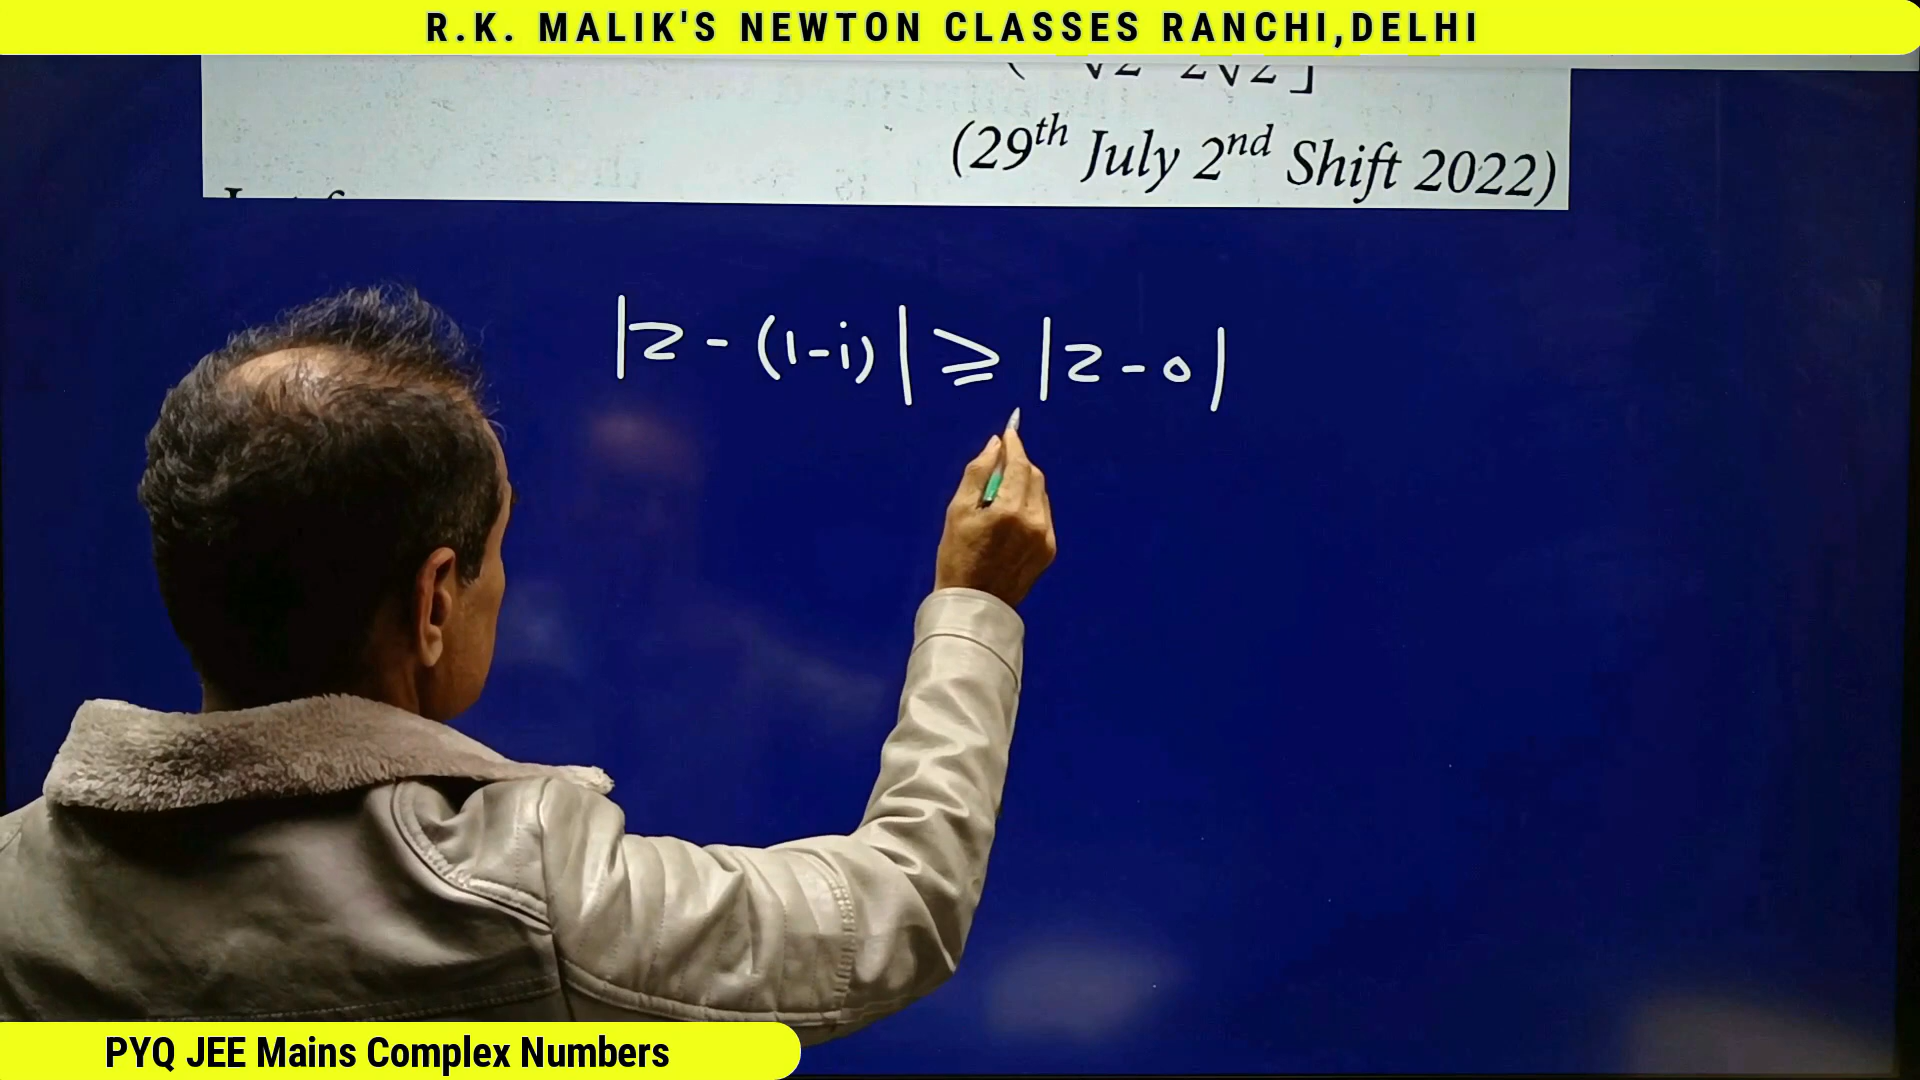 R.K. MALIK'S NEWTON CLASSES RANCHI,DELHI
(29th July 2nd Shift 2022)
|z - (1-i)| ⩾ |z - 0|
PYQ JEE Mains Complex Numbers